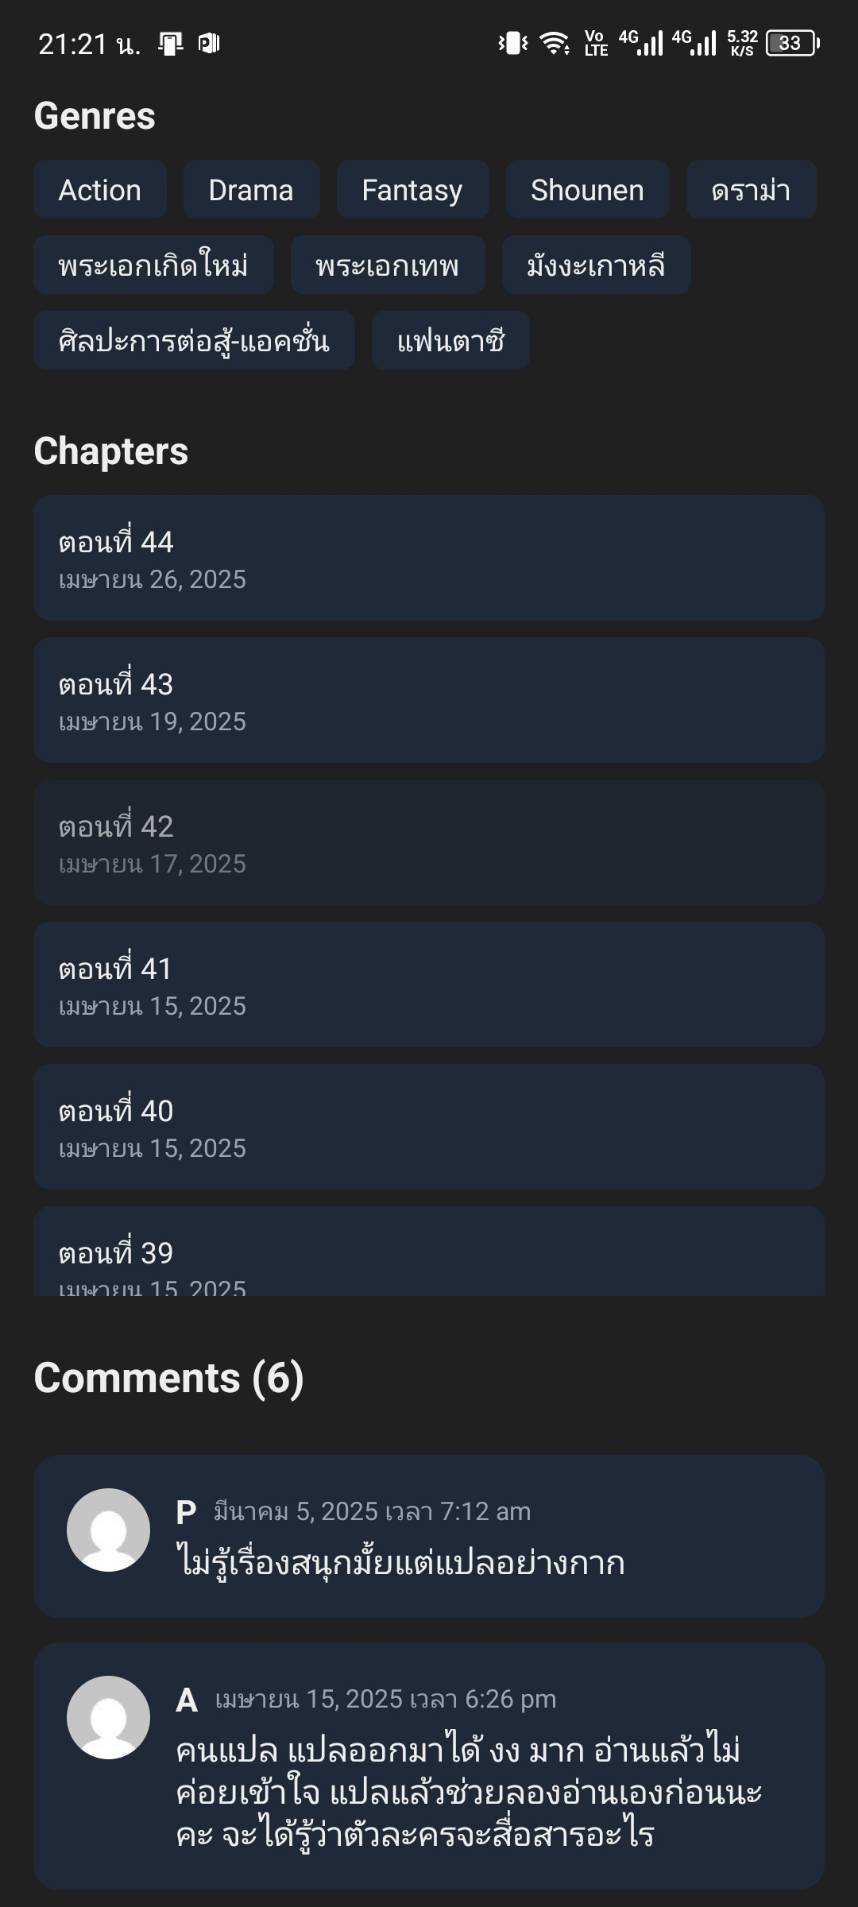 21:21 น.
Vo LTE 4G 4G 5.32 K/S 33
Genres
Action Drama Fantasy Shounen ดราม่า
พระเอกเกิดใหม่ พระเอกเทพ มังงะเกาหลี
ศิลปะการต่อสู้-แอคชั่น แฟนตาซี
Chapters
ตอนที่ 44
เมษายน 26, 2025
ตอนที่ 43
เมษายน 19, 2025
ตอนที่ 42
เมษายน 17, 2025
ตอนที่ 41
เมษายน 15, 2025
ตอนที่ 40
เมษายน 15, 2025
ตอนที่ 39
เมษายน 15, 2025
Comments (6)
P มีนาคม 5, 2025 เวลา 7:12 am
ไม่รู้เรื่องสนุกมั้ยแต่แปลอย่างกาก
A เมษายน 15, 2025 เวลา 6:26 pm
คนแปล แปลออกมาได้ งง มาก อ่านแล้วไม่
ค่อยเข้าใจ แปลแล้วช่วยลองอ่านเองก่อนนะ
คะ จะได้รู้ว่าตัวละครจะสื่อสารอะไร